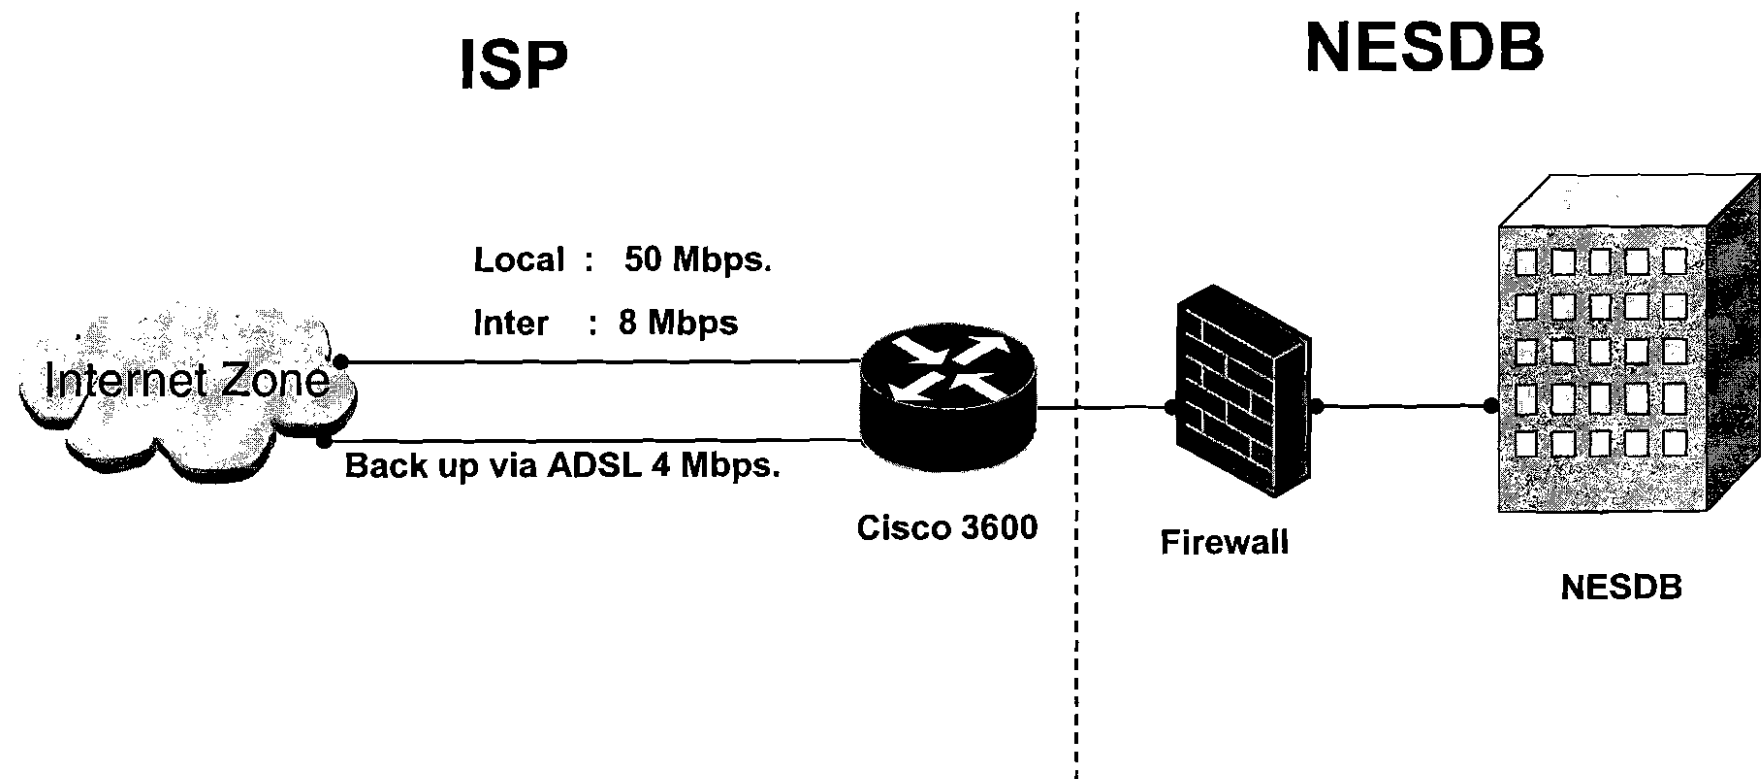 ISP
NESDB
Local : 50 Mbps.
Inter : 8 Mbps
Internet Zone
Back up via ADSL 4 Mbps.
Cisco 3600
Firewall
NESDB